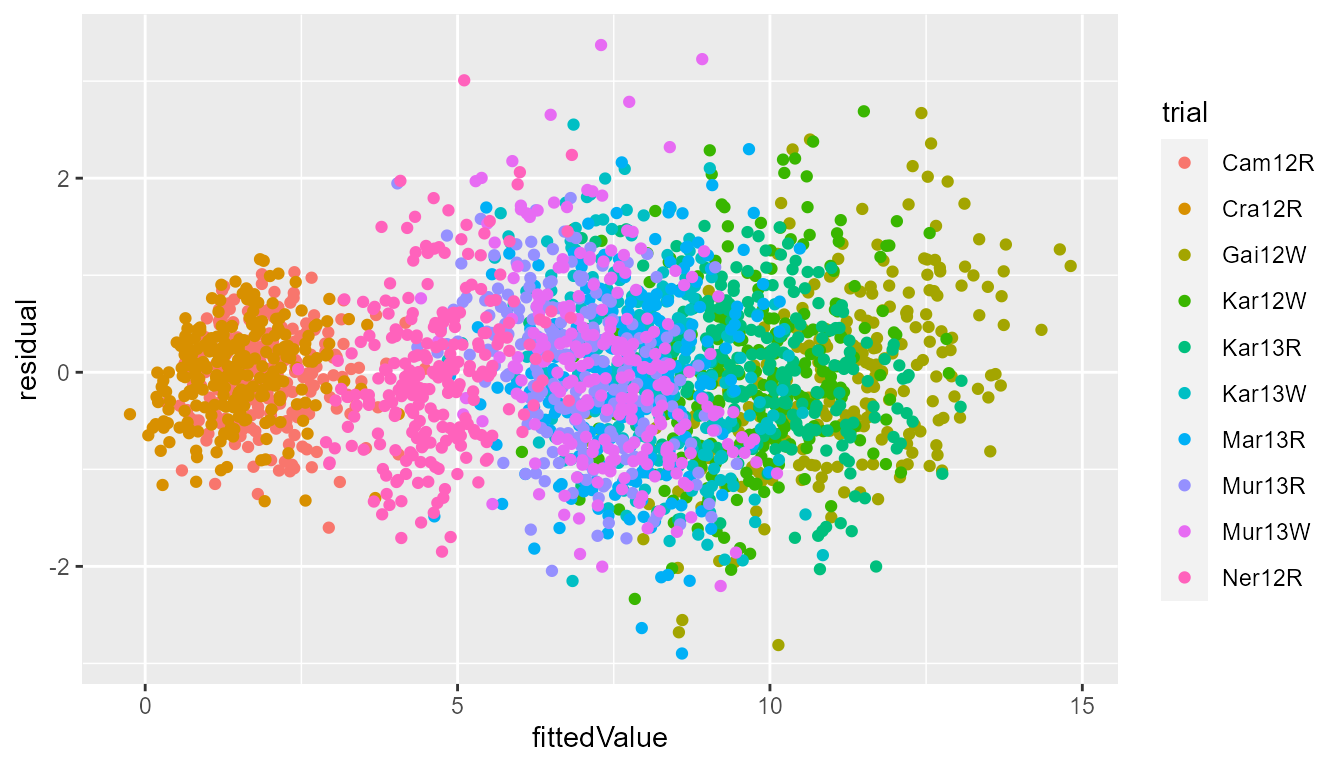 residual
2
0
-2
0
5
10
15
fittedValue
trial
Cam12R
Cra12R
Gai12W
Kar12W
Kar13R
Kar13W
Mar13R
Mur13R
Mur13W
Ner12R